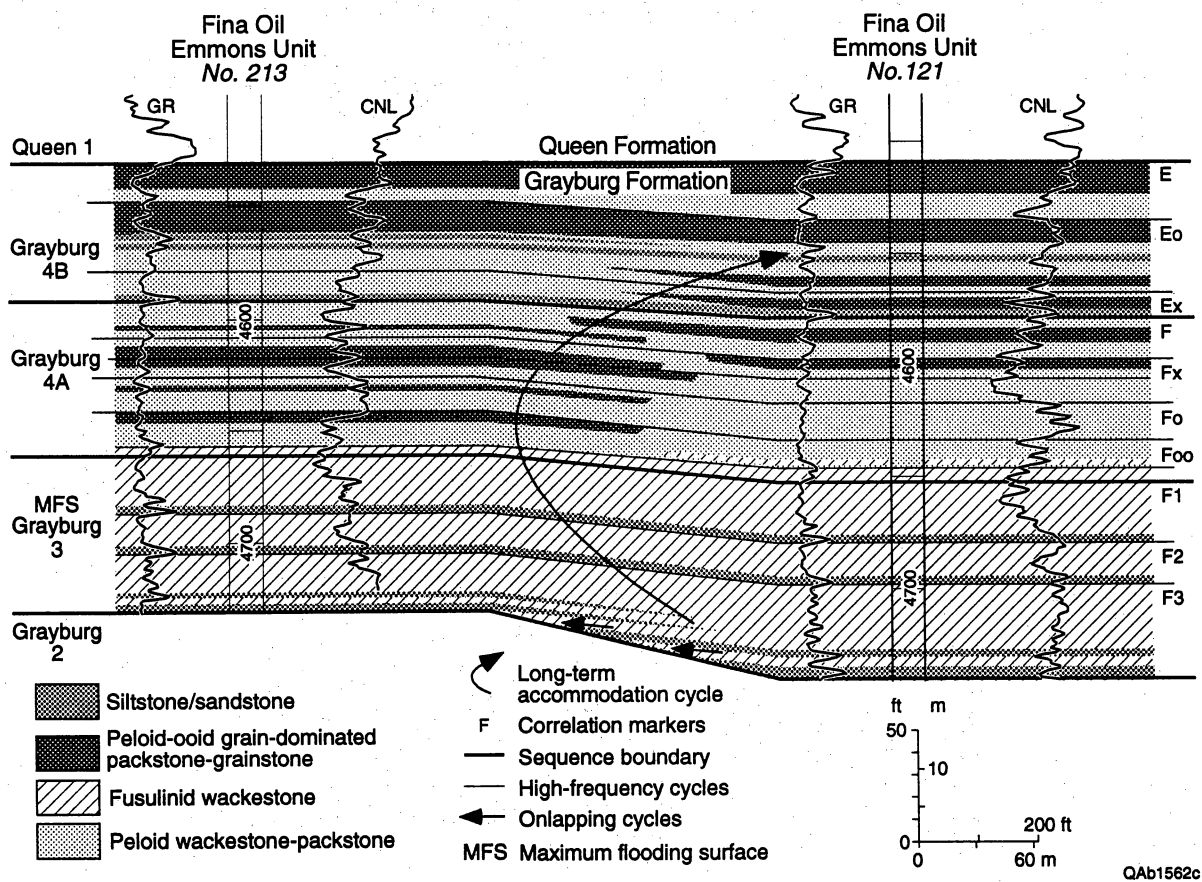 Fina Oil
Emmons Unit
No. 213
Fina Oil
Emmons Unit
No.121
GR
CNL
GR
CNL
Queen 1
Queen Formation
Grayburg Formation
E
Eo
Grayburg
4B
Ex
F
4600
Grayburg
4A
4600
Fx
Fo
Foo
MFS
Grayburg
3
F1
4700
F2
4700
F3
Grayburg
2
Siltstone/sandstone
Peloid-ooid grain-dominated
packstone-grainstone
Fusulinid wackestone
Peloid wackestone-packstone
Long-term
accommodation cycle
F Correlation markers
Sequence boundary
High-frequency cycles
Onlapping cycles
MFS Maximum flooding surface
ft m
50
10
0
200 ft
0
60 m
QAb1562c